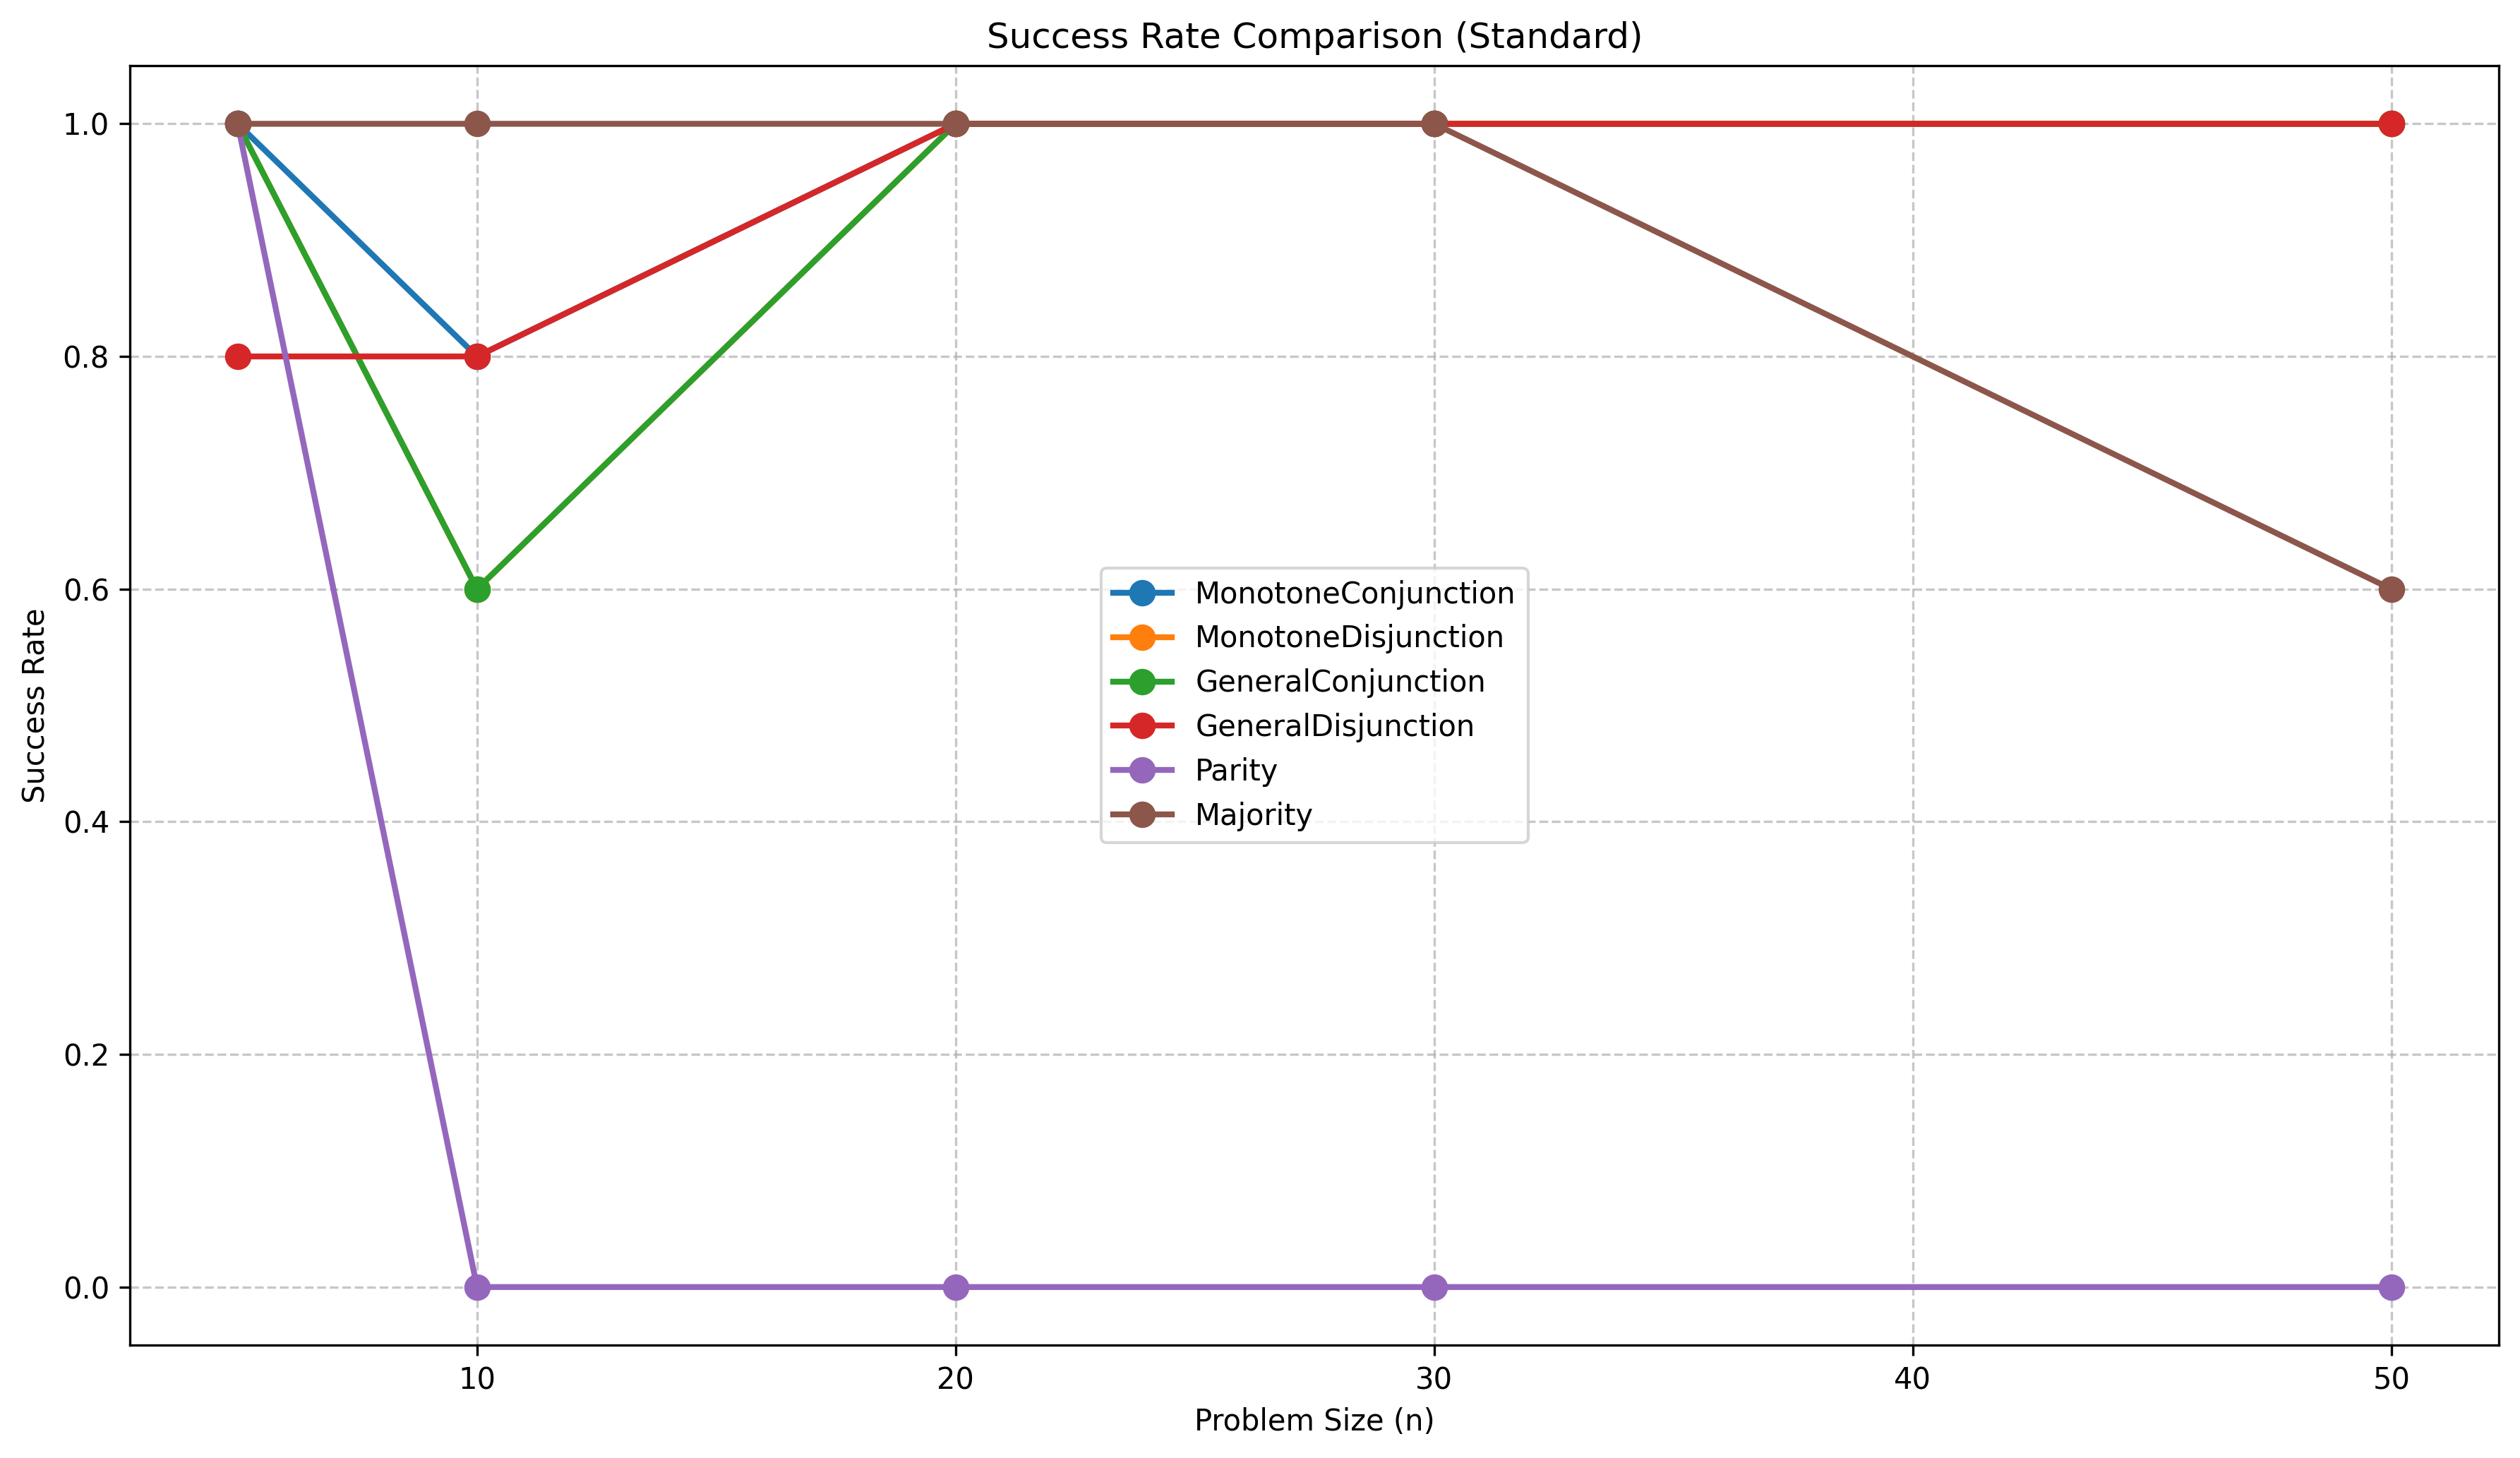 Success Rate Comparison (Standard)
1.0
0.8
0.6
0.4
0.2
0.0
Success Rate
MonotoneConjunction
MonotoneDisjunction
GeneralConjunction
GeneralDisjunction
Parity
Majority
10 20 30 40 50
Problem Size (n)